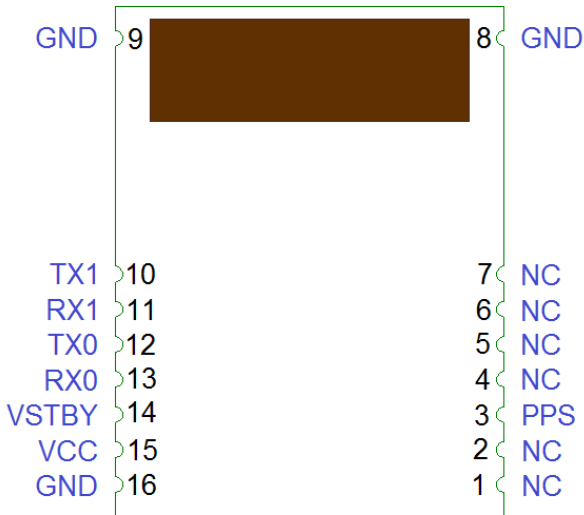 GND 9 8 GND
TX1 10 7 NC
RX1 11 6 NC
TX0 12 5 NC
RX0 13 4 NC
VSTBY 14 3 PPS
VCC 15 2 NC
GND 16 1 NC